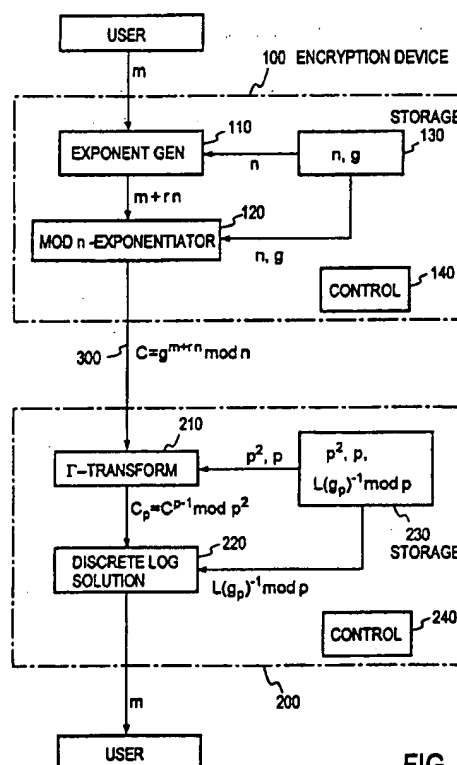 USER
m
100 ENCRYPTION DEVICE
STORAGE
130
110
EXPONENT GEN
n
n, g
m+rn
120
MOD n-EXPONENTIATOR
n, g
CONTROL
140
300
C=g^{m+rn} mod n
210
Γ-TRANSFORM
p², p
p², p,
L(g_p)⁻¹ mod p
C_p=C^{p-1} mod p²
220
230
STORAGE
DISCRETE LOG
SOLUTION
L(g_p)⁻¹ mod p
CONTROL
240
200
m
USER
FIG